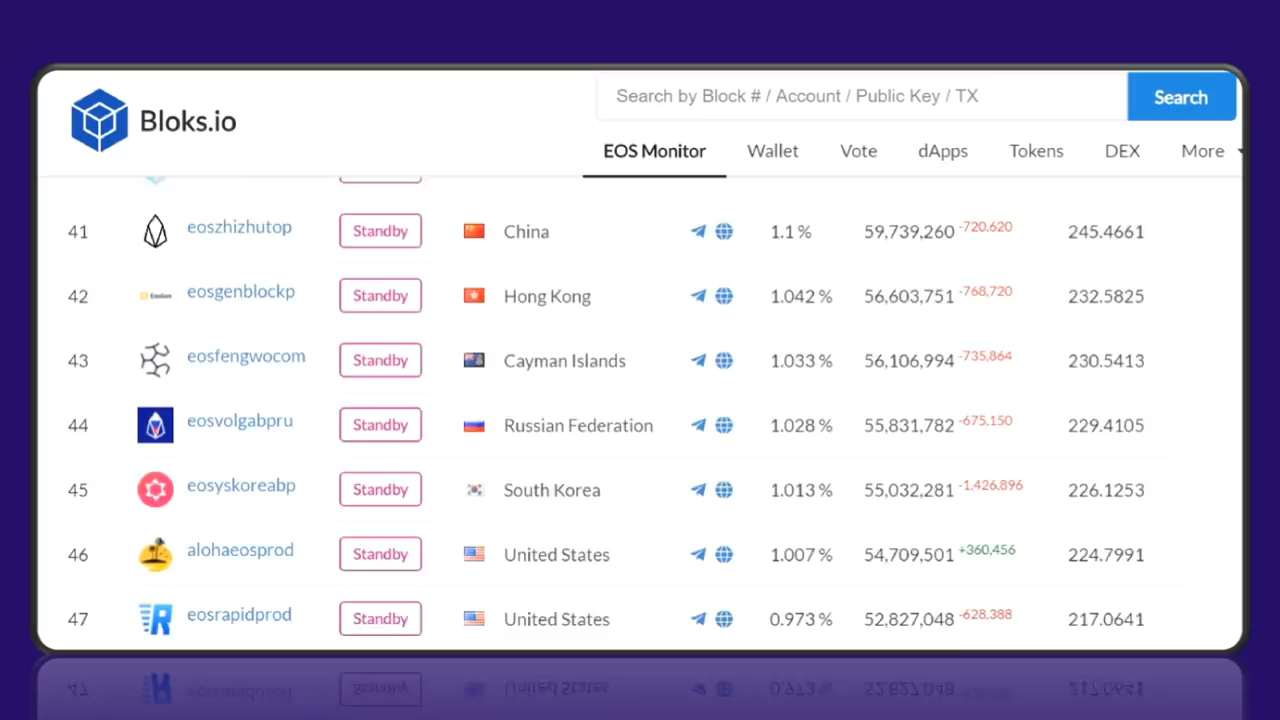 Bloks.io
Search by Block # / Account / Public Key / TX
Search
EOS Monitor Wallet Vote dApps Tokens DEX More
41 eoszhizhutop Standby China 1.1 % 59,739,260 -720,620 245.4661
42 eosgenblockp Standby Hong Kong 1.042 % 56,603,751 -768,720 232.5825
43 eosfengwocom Standby Cayman Islands 1.033 % 56,106,994 -735,864 230.5413
44 eosvolgabpru Standby Russian Federation 1.028 % 55,831,782 -675,150 229.4105
45 eosyskoreabp Standby South Korea 1.013 % 55,032,281 -1,426,896 226.1253
46 alohaeosprod Standby United States 1.007 % 54,709,501 +360,456 224.7991
47 eosrapidprod Standby United States 0.973 % 52,827,048 -628,388 217.0641